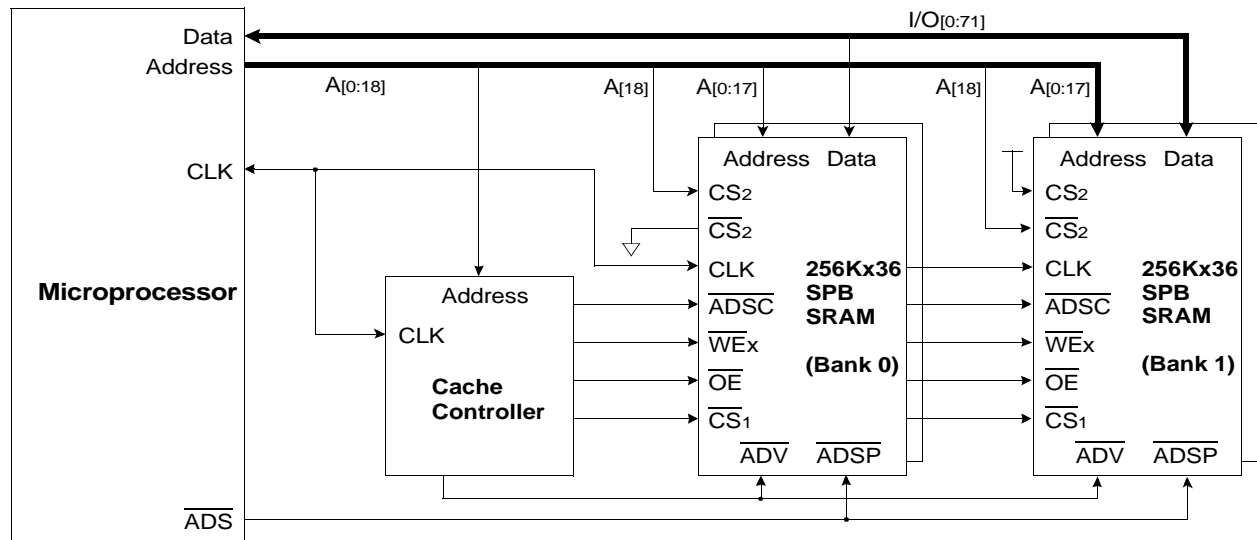 I/O[0:71]
Data
Address
A[0:18]
A[18]
A[0:17]
A[18]
A[0:17]
CLK
Microprocessor
ADS
Address
CLK
Cache
Controller
Address Data
CS2
CS2
CLK
ADSC
WEx
OE
CS1
ADV ADSP
256Kx36
SPB
SRAM
(Bank 0)
Address Data
CS2
CS2
CLK
ADSC
WEx
OE
CS1
ADV ADSP
256Kx36
SPB
SRAM
(Bank 1)